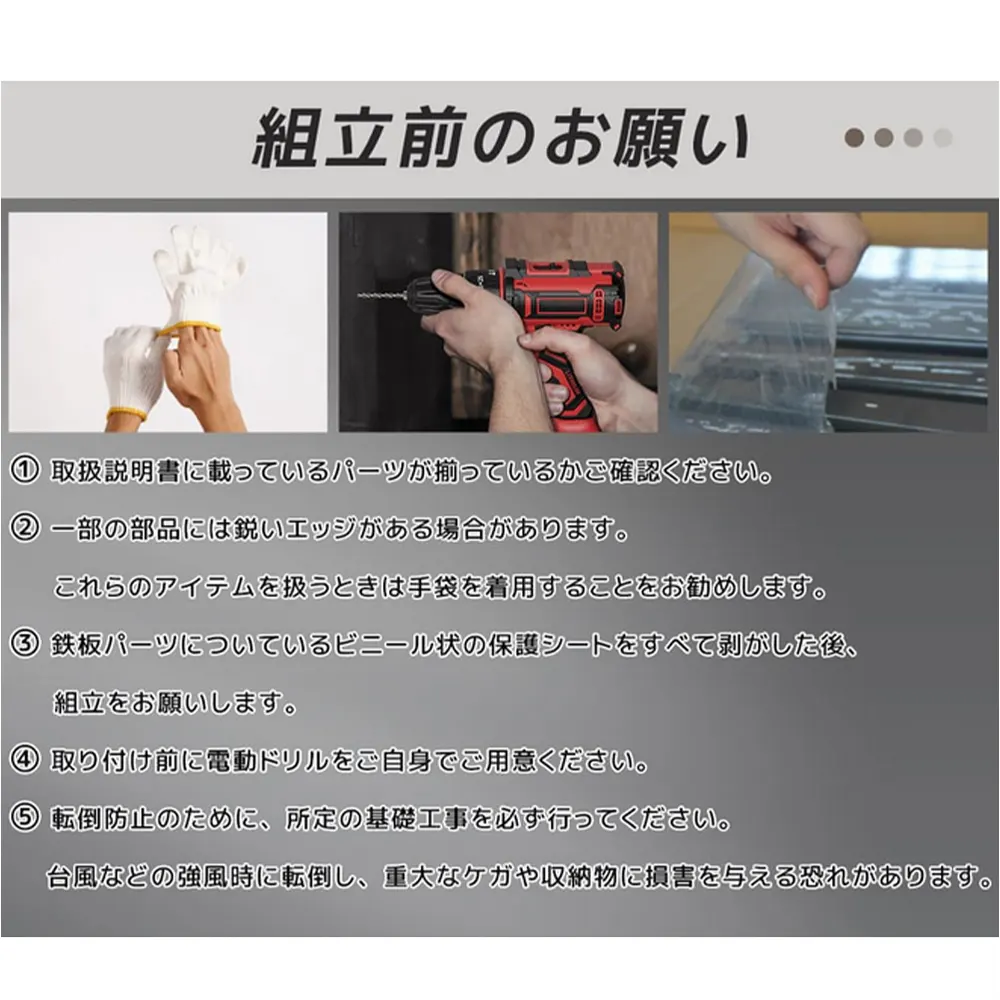 組立前のお願い
① 取扱説明書に載っているパーツが揃っているかご確認ください。
② 一部の部品には鋭いエッジがある場合があります。
これらのアイテムを扱うときは手袋を着用することをお勧めします。
③ 鉄板パーツについているビニール状の保護シートをすべて剥がした後、
組立をお願いします。
④ 取り付け前に電動ドリルをご自身でご用意ください。
⑤ 転倒防止のために、所定の基礎工事を必ず行ってください。
台風などの強風時に転倒し、重大なケガや収納物に損害を与える恐れがあります。